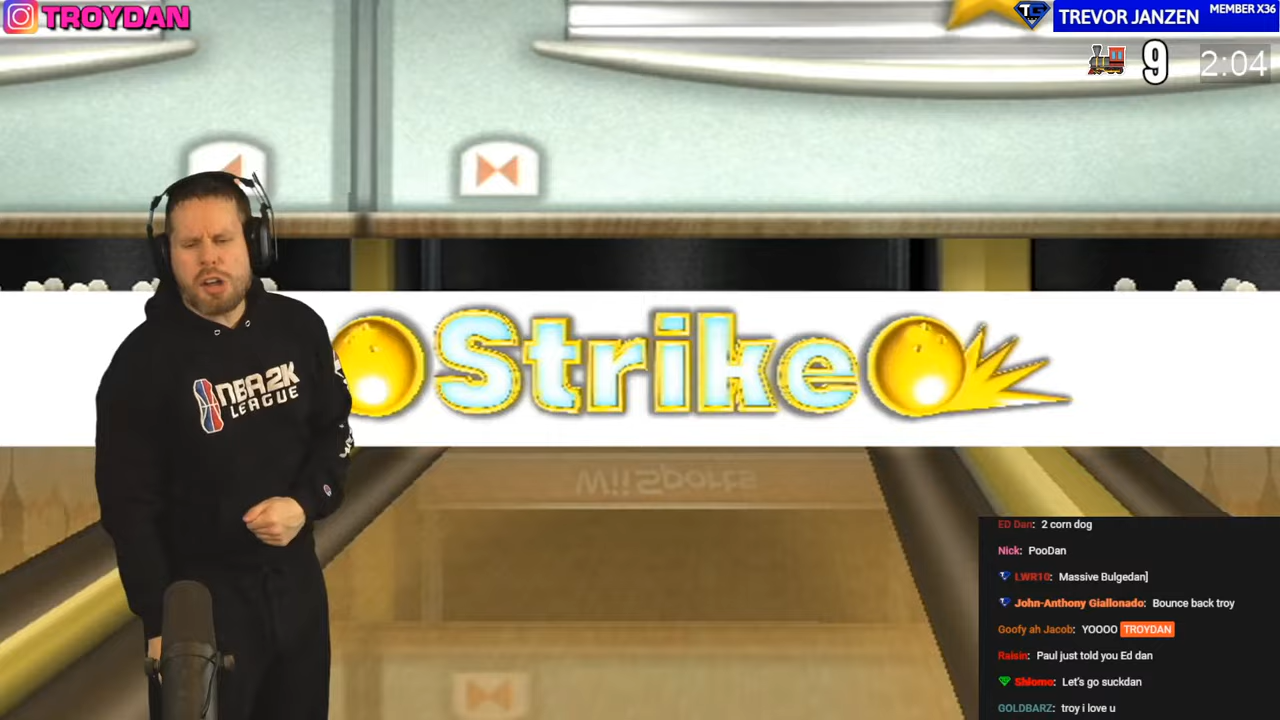 TROYDAN
TREVOR JANZEN MEMBER X36
9 2:04
Strike
NBA2K
LEAGUE
Wii Sports
ED Dan: 2 corn dog
Nick: PooDan
LWR10: Massive Bulgedan]
John-Anthony Giallonado: Bounce back troy
Goofy ah Jacob: YOOOO TROYDAN
Raisin: Paul just told you Ed dan
Shlomo: Let's go suckdan
GOLDBARZ: troy i love u